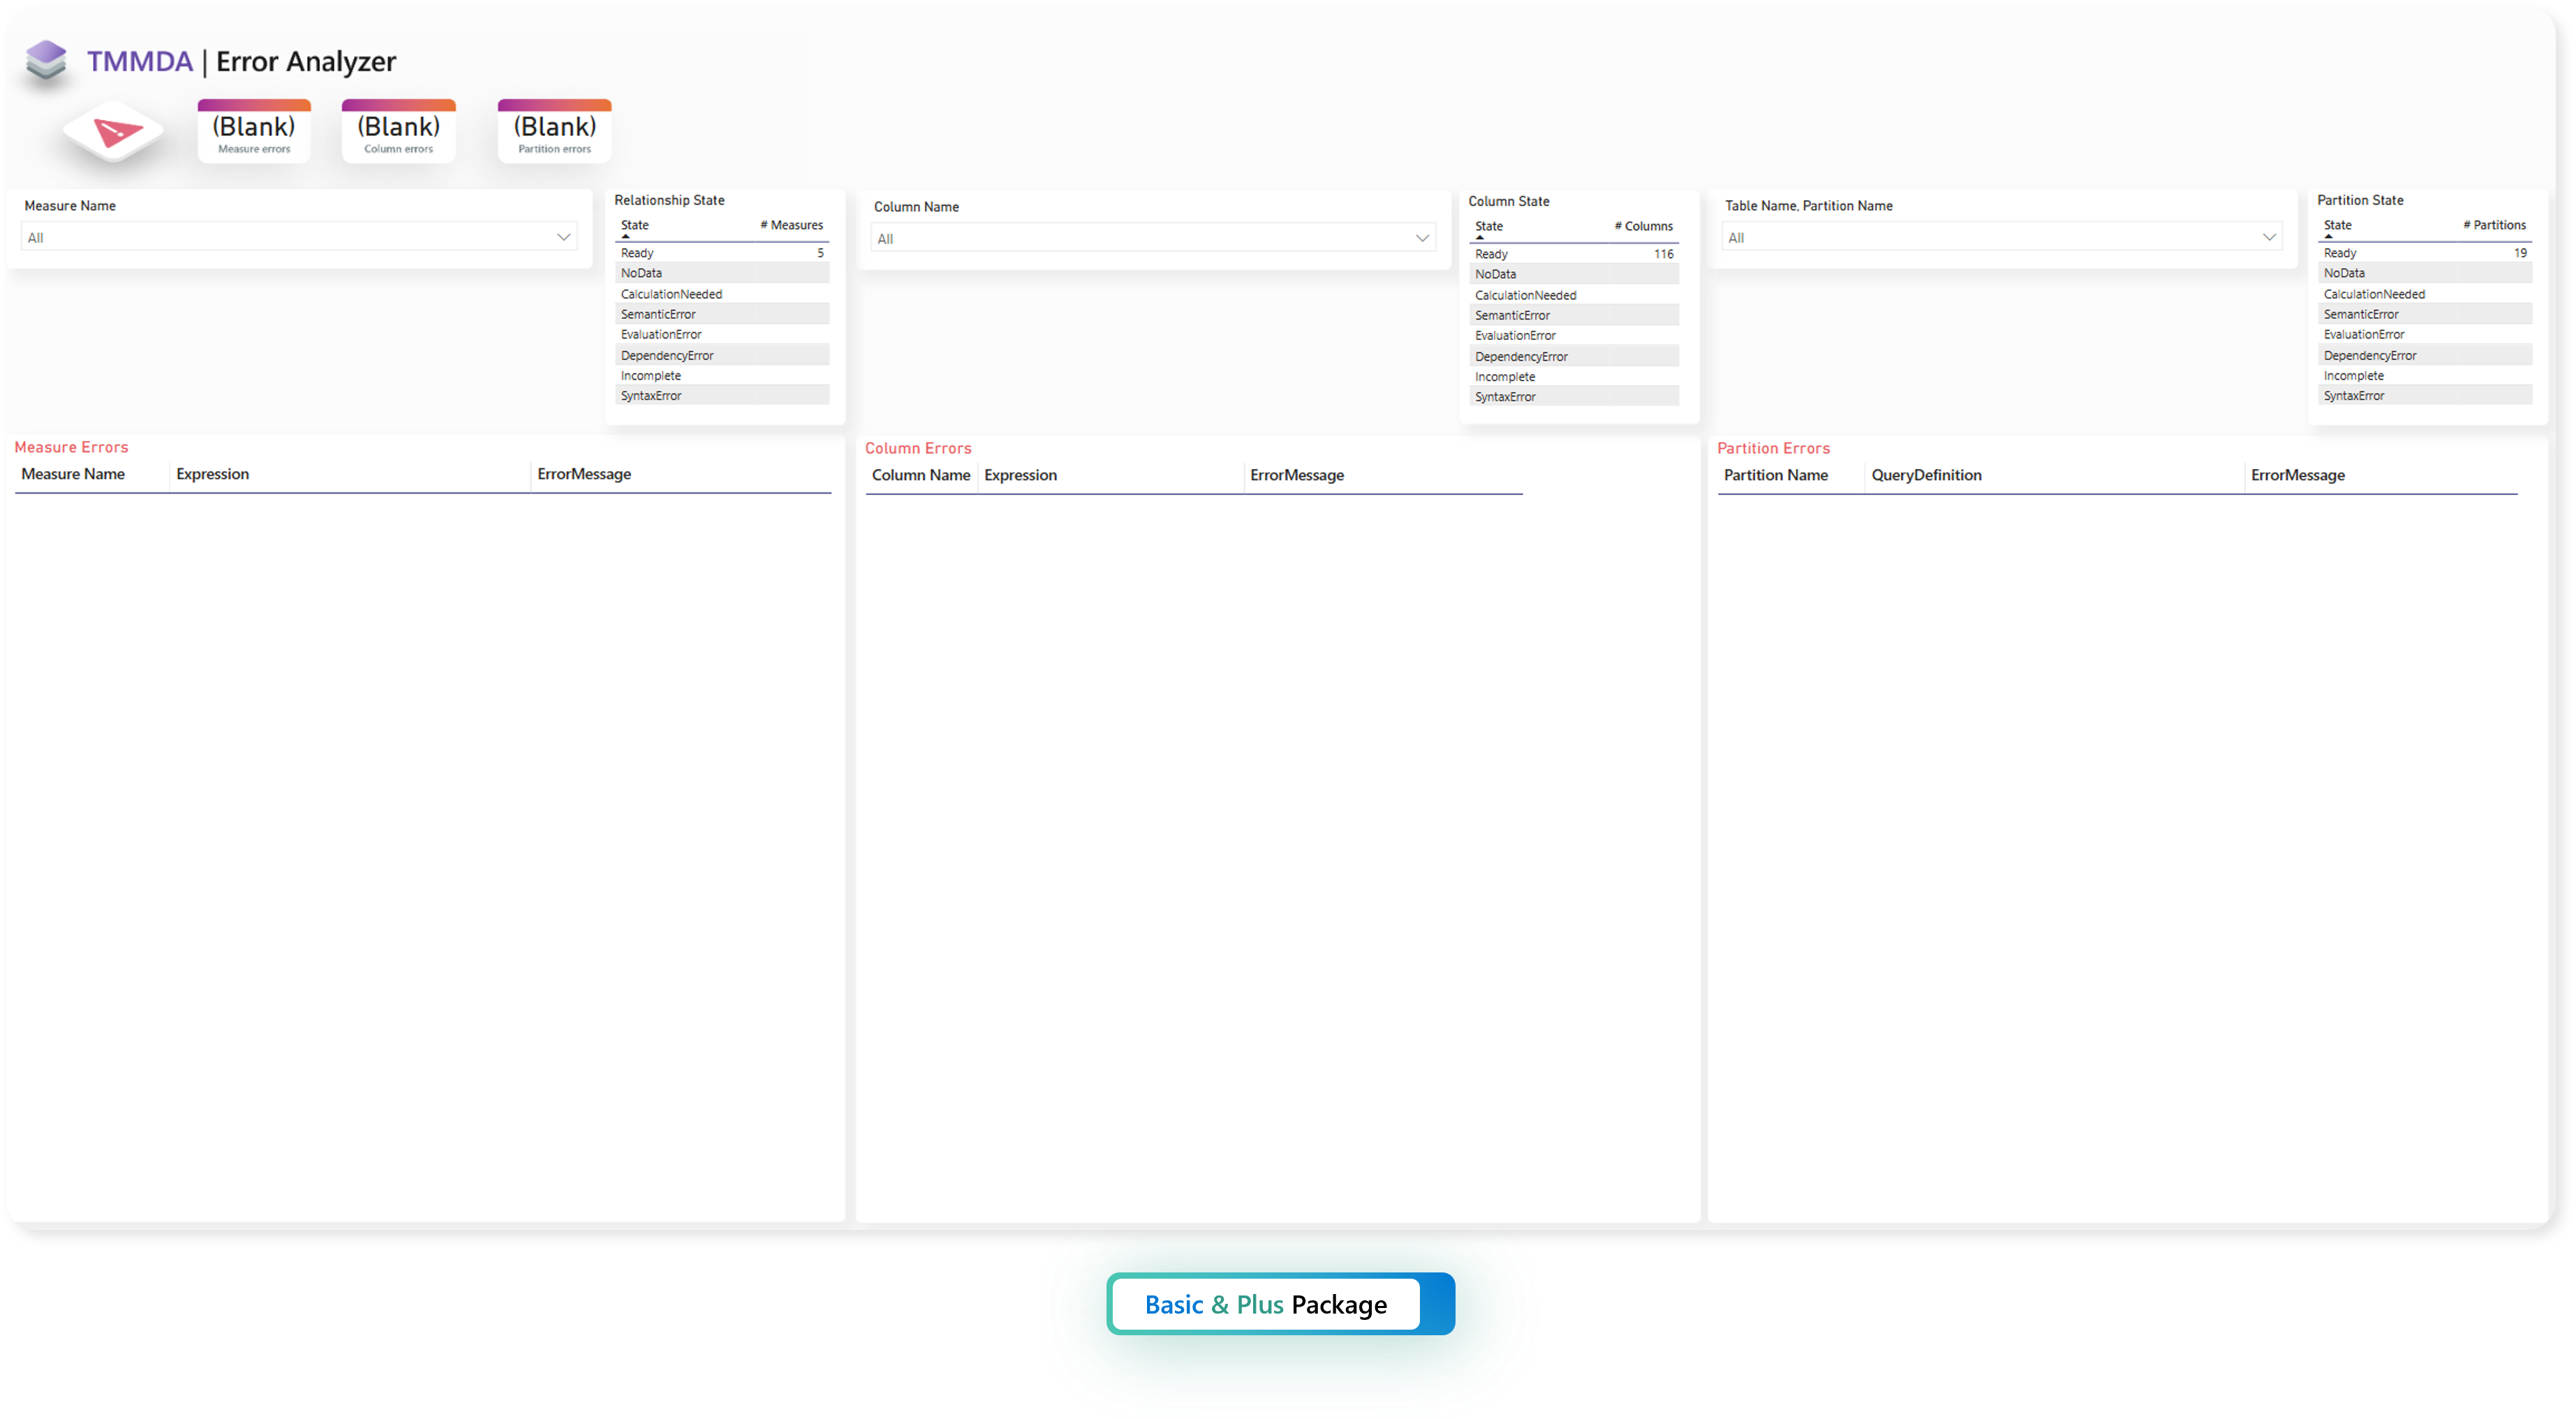 TMMDA | Error Analyzer
(Blank)
Measure errors
(Blank)
Column errors
(Blank)
Partition errors
Measure Name
All
Relationship State
State # Measures
Ready 5
NoData
CalculationNeeded
SemanticError
EvaluationError
DependencyError
Incomplete
SyntaxError
Column Name
All
Column State
State # Columns
Ready 116
NoData
CalculationNeeded
SemanticError
EvaluationError
DependencyError
Incomplete
SyntaxError
Table Name, Partition Name
All
Partition State
State # Partitions
Ready 19
NoData
CalculationNeeded
SemanticError
EvaluationError
DependencyError
Incomplete
SyntaxError
Measure Errors
Measure Name Expression ErrorMessage
Column Errors
Column Name Expression ErrorMessage
Partition Errors
Partition Name QueryDefinition ErrorMessage
Basic & Plus Package